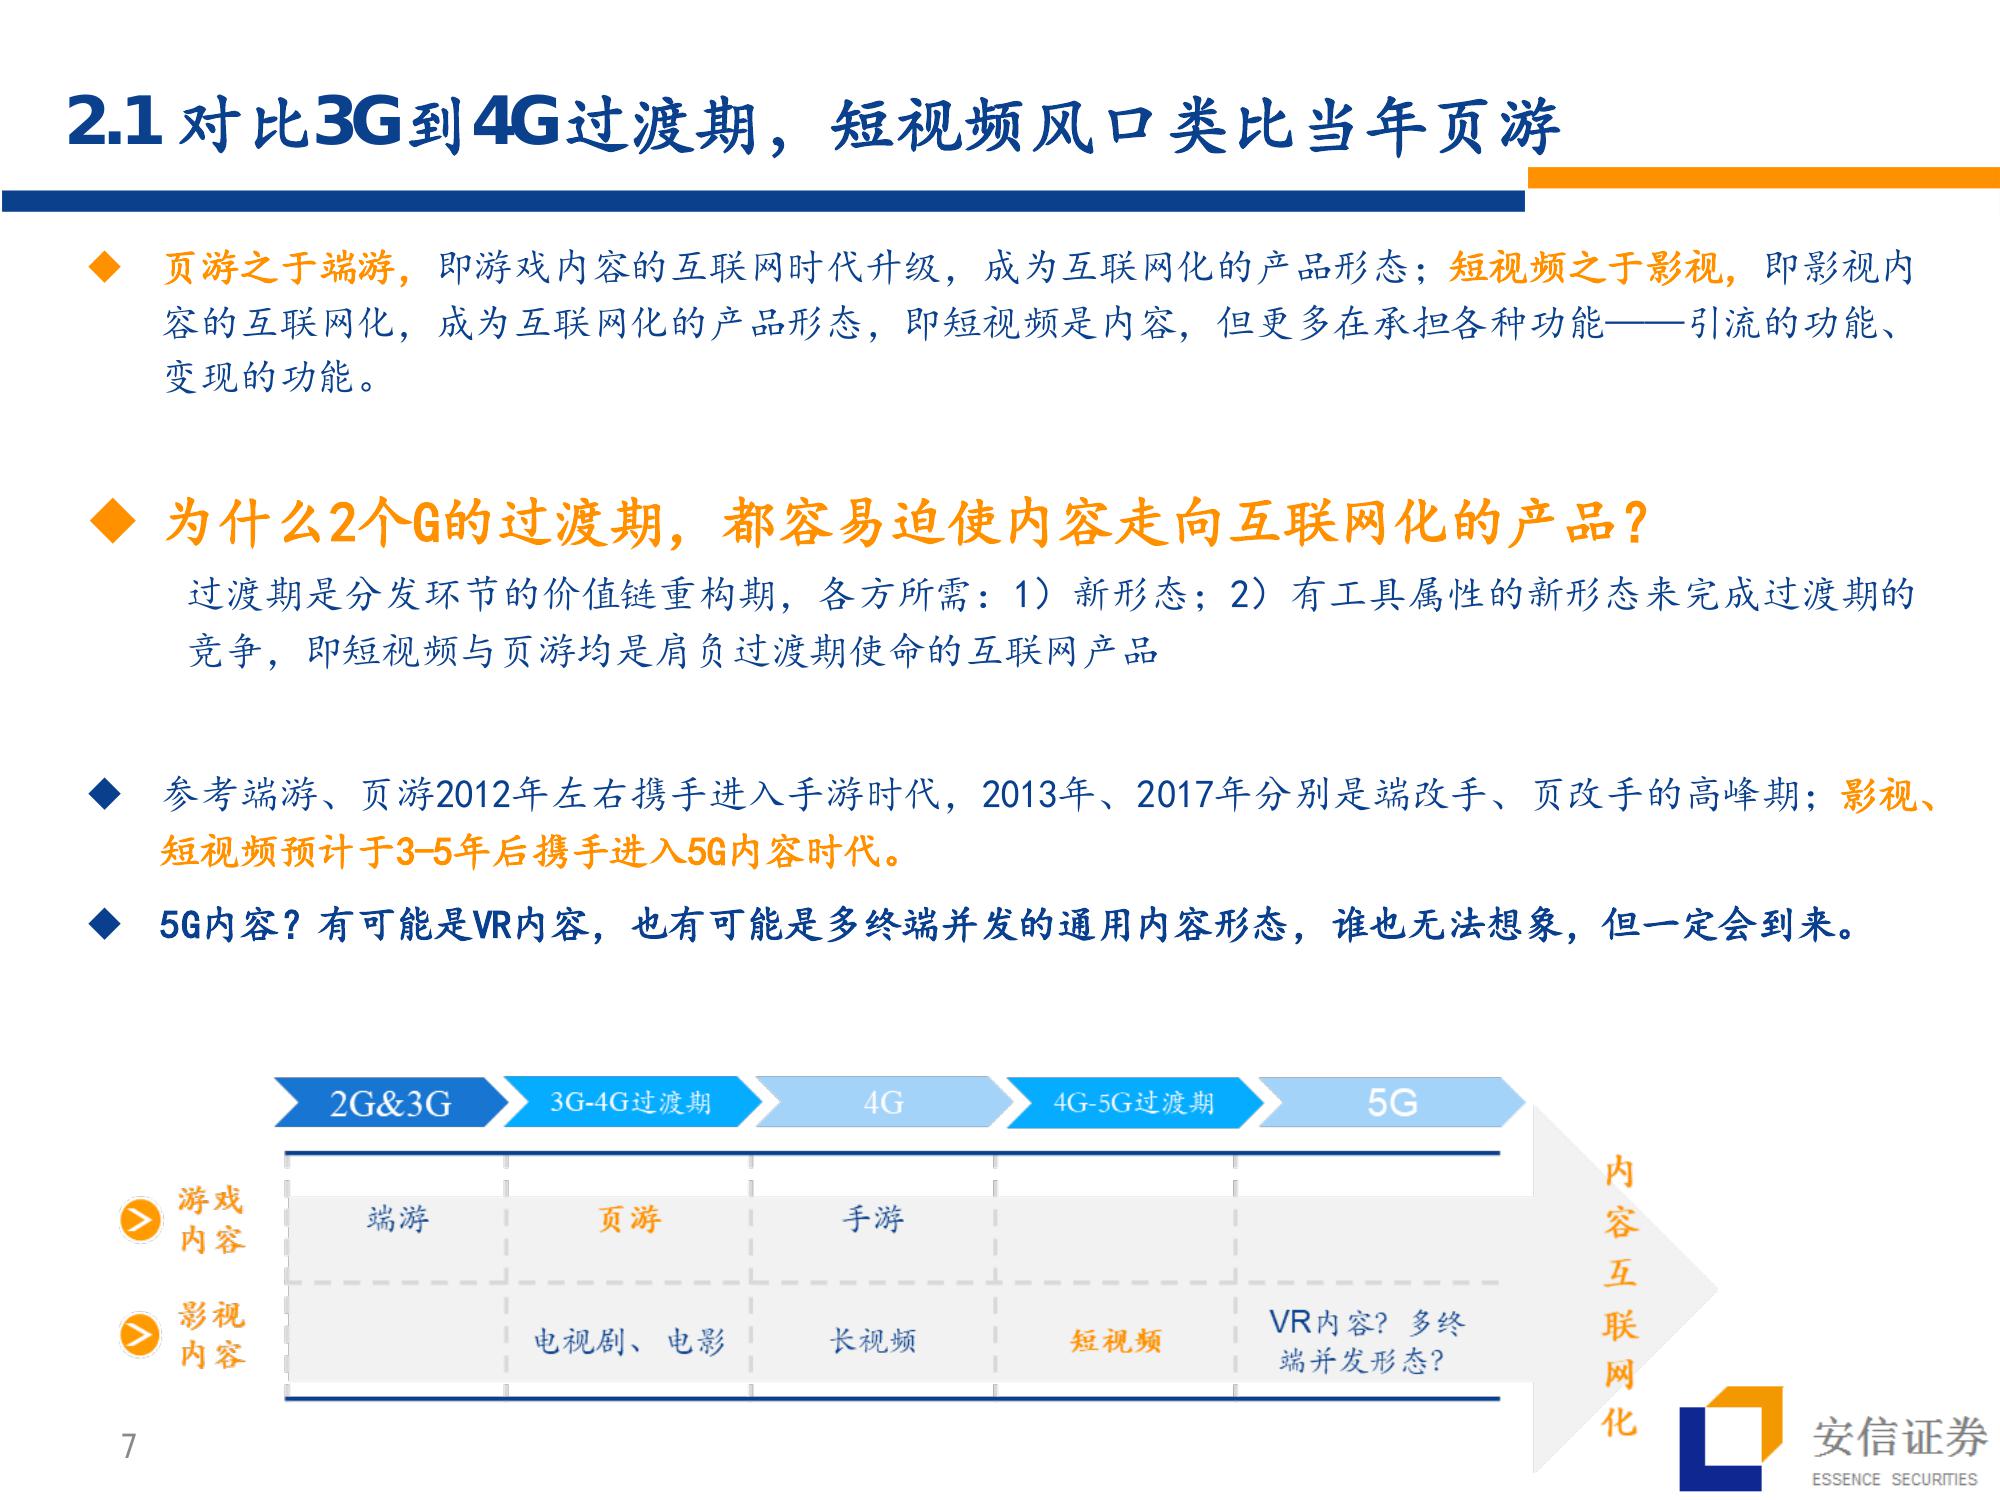 2.1 对比3G到4G过渡期，短视频风口类比当年页游
页游之于端游，即游戏内容的互联网时代升级，成为互联网化的产品形态；短视频之于影视，即影视内
容的互联网化，成为互联网化的产品形态，即短视频是内容，但更多在承担各种功能——引流的功能、
变现的功能。
为什么2个G的过渡期，都容易迫使内容走向互联网化的产品？
过渡期是分发环节的价值链重构期，各方所需：1）新形态；2）有工具属性的新形态来完成过渡期的
竞争，即短视频与页游均是肩负过渡期使命的互联网产品
参考端游、页游2012年左右携手进入手游时代，2013年、2017年分别是端改手、页改手的高峰期；影视、
短视频预计于3-5年后携手进入5G内容时代。
5G内容？有可能是VR内容，也有可能是多终端并发的通用内容形态，谁也无法想象，但一定会到来。
2G&3G 3G-4G过渡期 4G 4G-5G过渡期 5G
游戏
内容
端游 页游 手游
影视
内容
电视剧、电影 长视频 短视频
VR内容？多终
端并发形态？
内
容
互
联
网
化
7
安信证券
ESSENCE SECURITIES